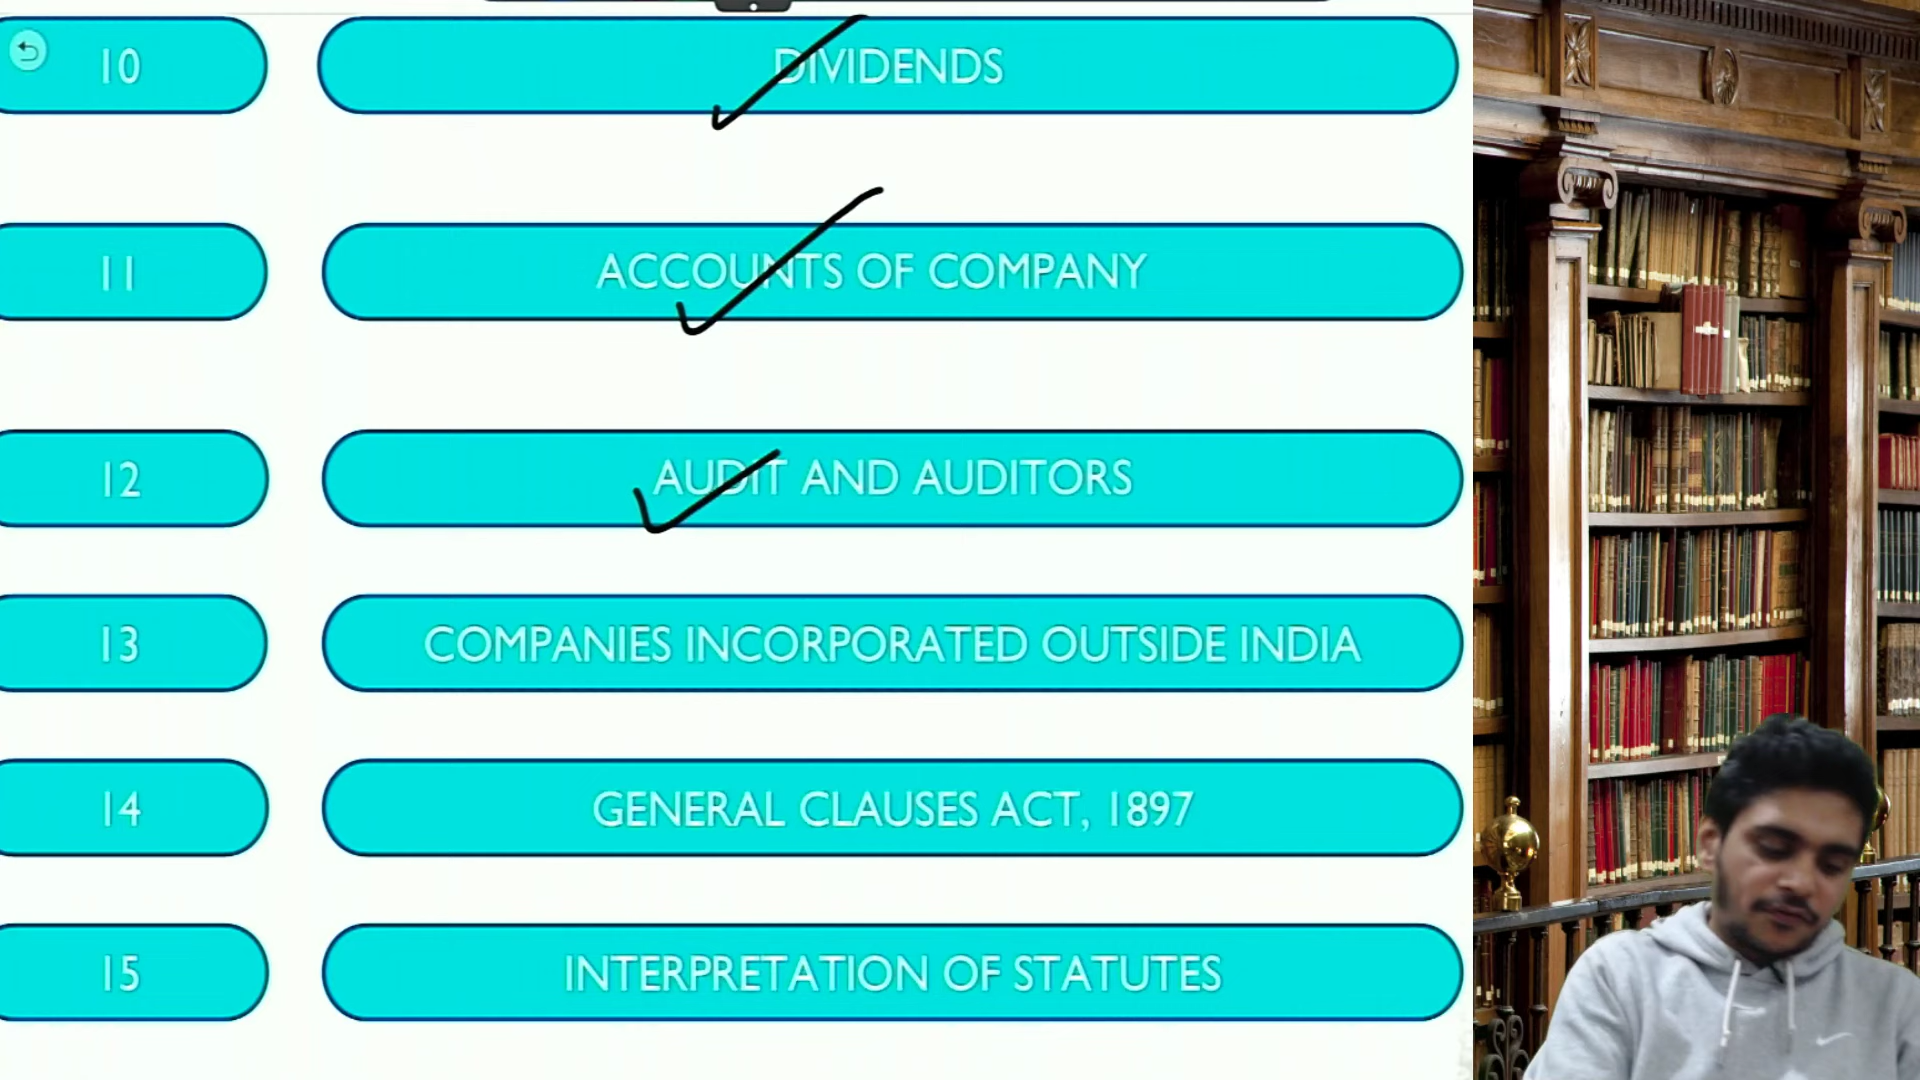 10 DIVIDENDS
11 ACCOUNTS OF COMPANY
12 AUDIT AND AUDITORS
13 COMPANIES INCORPORATED OUTSIDE INDIA
14 GENERAL CLAUSES ACT, 1897
15 INTERPRETATION OF STATUTES